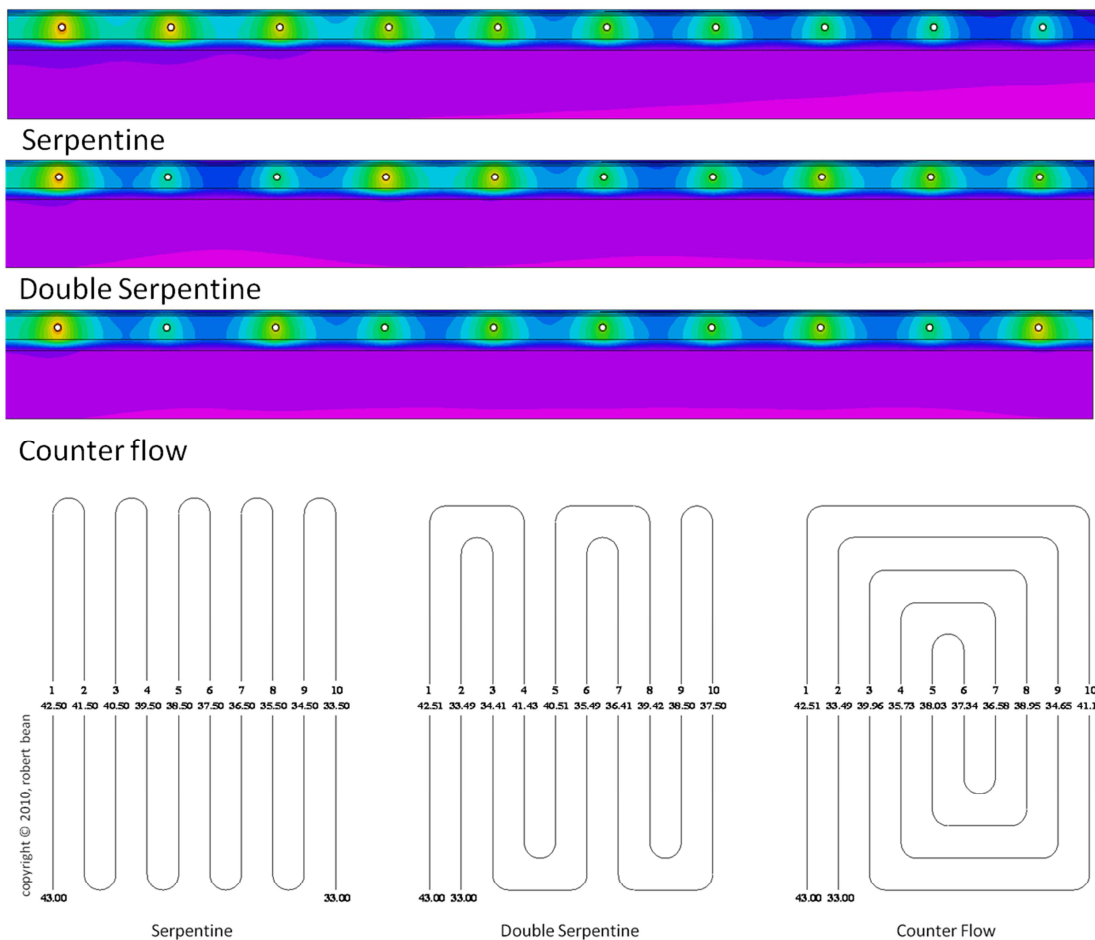 Serpentine
Double Serpentine
Counter flow
1 2 3 4 5 6 7 8 9 10
42.50 41.50 40.50 39.50 38.50 37.50 36.50 35.50 34.50 33.50
43.00 33.00
Serpentine
1 2 3 4 5 6 7 8 9 10
42.51 33.49 34.41 41.43 40.51 35.49 36.41 39.42 38.50 37.50
43.00 33.00
Double Serpentine
1 2 3 4 5 6 7 8 9 10
42.51 33.49 39.96 35.73 38.03 37.34 36.58 38.95 34.65 41.1
43.00 33.00
Counter Flow
copyright © 2010, robert bean